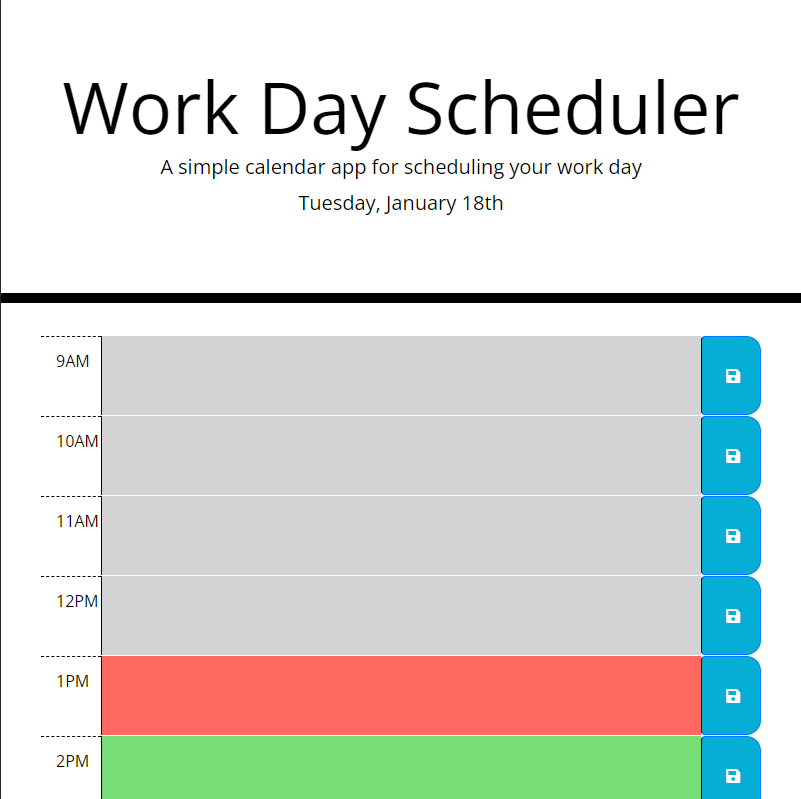 Work Day Scheduler
A simple calendar app for scheduling your work day
Tuesday, January 18th
9AM
10AM
11AM
12PM
1PM
2PM